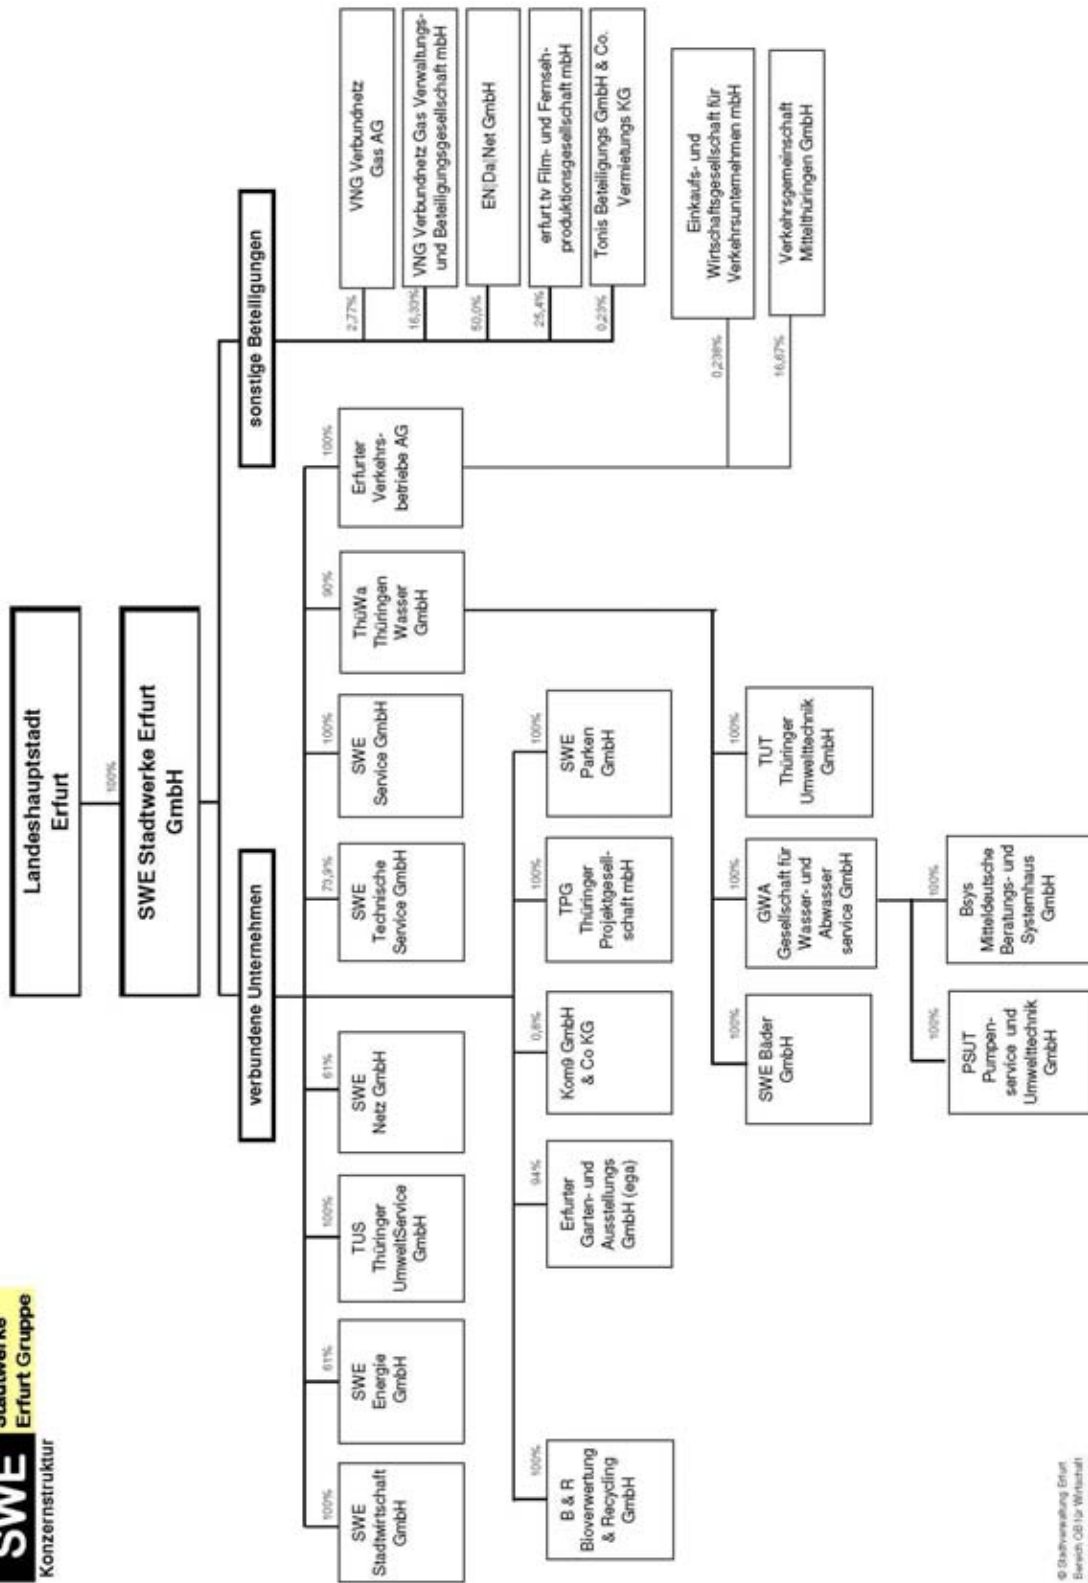 SWE
Stadtwerke
Erfurt Gruppe
Konzernstruktur
Landeshauptstadt
Erfurt
100%
SWE Stadtwerke Erfurt
GmbH
verbundene Unternehmen
sonstige Beteiligungen
100%
SWE
Stadtwirtschaft
GmbH
61%
SWE
Energie
GmbH
100%
TUS
Thüringer
UmweltService
GmbH
61%
SWE
Netz GmbH
73,9%
SWE
Technische
Service GmbH
100%
SWE
Service GmbH
90%
ThüWa
Thüringen
Wasser
GmbH
100%
Erfurter
Verkehrs-
betriebe AG
2,77%
VNG Verbundnetz
Gas AG
16,33%
VNG Verbundnetz Gas Verwaltungs-
und Beteiligungsgesellschaft mbH
50,0%
EN|Da|Net GmbH
25,4%
erfurt.tv Film- und Fernseh-
produktionsgesellschaft mbH
0,23%
Tonis Beteiligungs GmbH & Co.
Vermietungs KG
0,238%
Einkaufs- und
Wirtschaftsgesellschaft für
Verkehrsunternehmen mbH
16,67%
Verkehrsgemeinschaft
Mittelthüringen GmbH
100%
B & R
Bioverwertung
& Recycling
GmbH
94%
Erfurter
Garten- und
Ausstellungs
GmbH (ega)
0,8%
Kom9 GmbH
& Co KG
100%
TPG
Thüringer
Projektgesell-
schaft mbH
100%
SWE
Parken
GmbH
100%
SWE Bäder
GmbH
100%
GWA
Gesellschaft für
Wasser- und
Abwasser
service GmbH
100%
TUT
Thüringer
Umwelttechnik
GmbH
100%
PSUT
Pumpen-
service und
Umwelttechnik
GmbH
100%
Bsys
Mitteldeutsche
Beratungs- und
Systemhaus
GmbH
© Stadtverwaltung Erfurt
Bereich OB für Wirtschaft